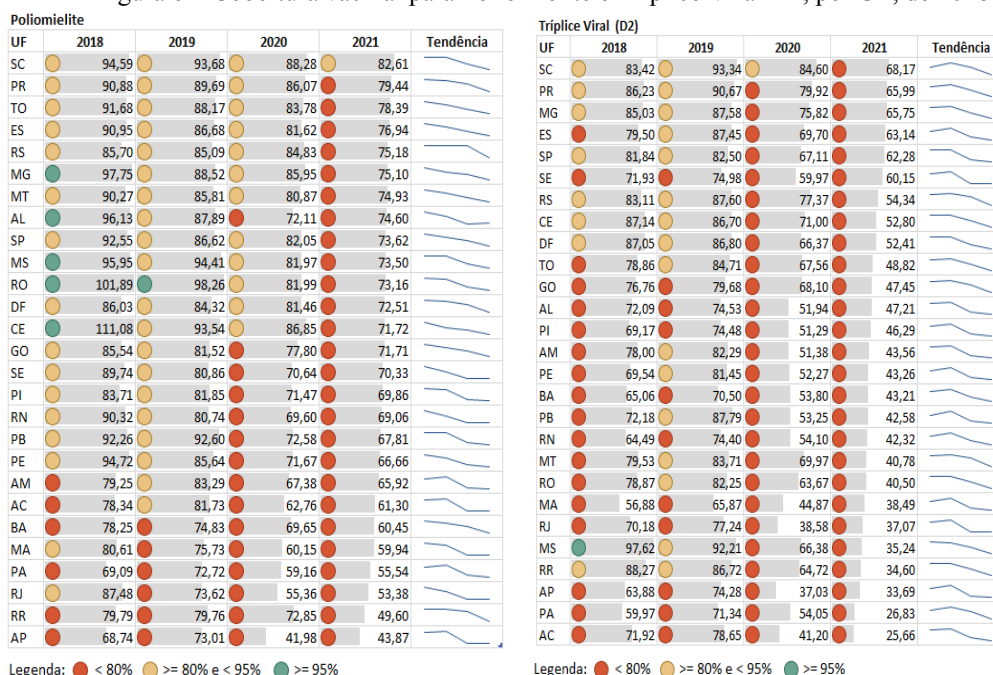 Poliomielite
UF 2018 2019 2020 2021 Tendência
SC 94,59 93,68 88,28 82,61
PR 90,88 89,69 86,07 79,44
TO 91,68 88,17 83,78 78,39
ES 90,95 86,68 81,62 76,94
RS 85,70 85,09 84,83 75,18
MG 97,75 88,52 85,95 75,10
MT 90,27 85,81 80,87 74,93
AL 96,13 87,89 72,11 74,60
SP 92,55 86,62 82,05 73,62
MS 95,95 94,41 81,97 73,50
RO 101,89 98,26 81,99 73,16
DF 86,03 84,32 81,46 72,51
CE 111,08 93,54 86,85 71,72
GO 85,54 81,52 77,80 71,71
SE 89,74 80,86 70,64 70,33
PI 83,71 81,85 71,47 69,86
RN 90,32 80,74 69,60 69,06
PB 92,26 92,60 72,58 67,81
PE 94,72 85,64 71,67 66,66
AM 79,25 83,29 67,38 65,92
AC 78,34 81,73 62,76 61,30
BA 78,25 74,83 69,65 60,45
MA 80,61 75,73 60,15 59,94
PA 69,09 72,72 59,16 55,54
RJ 87,48 73,62 55,36 53,38
RR 79,79 79,76 72,85 49,60
AP 68,74 73,01 41,98 43,87
Legenda: < 80% >= 80% e < 95% >= 95%
Tríplice Viral (D2)
UF 2018 2019 2020 2021 Tendência
SC 83,42 93,34 84,60 68,17
PR 86,23 90,67 79,92 65,99
MG 85,03 87,58 75,82 65,75
ES 79,50 87,45 69,70 63,14
SP 81,84 82,50 67,11 62,28
SE 71,93 74,98 59,97 60,15
RS 83,11 87,60 77,37 54,34
CE 87,14 86,70 71,00 52,80
DF 87,05 86,80 66,37 52,41
TO 78,86 84,71 67,56 48,82
GO 76,76 79,68 68,10 47,45
AL 72,09 74,53 51,94 47,21
PI 69,17 74,48 51,29 46,29
AM 78,00 82,29 51,38 43,56
PE 69,54 81,45 52,27 43,26
BA 65,06 70,50 53,80 43,21
PB 72,18 87,79 53,25 42,58
RN 64,49 74,40 54,10 42,32
MT 79,53 83,71 69,97 40,78
RO 78,87 82,25 63,67 40,50
MA 56,88 65,87 44,87 38,49
RJ 70,18 77,24 38,58 37,07
MS 97,62 92,21 66,38 35,24
RR 88,27 86,72 64,72 34,60
AP 63,88 74,28 37,03 33,69
PA 59,97 71,34 54,05 26,83
AC 71,92 78,65 41,20 25,66
Legenda: < 80% >= 80% e < 95% >= 95%